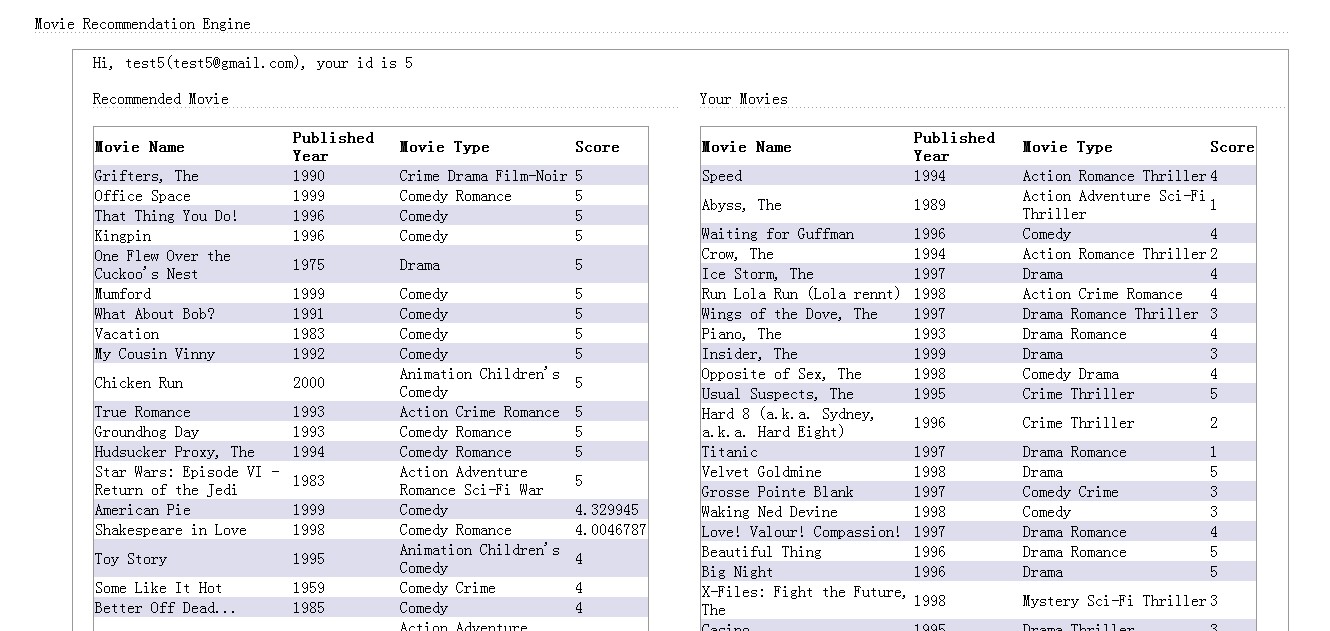 Movie Recommendation Engine
Hi, test5(test5@gmail.com), your id is 5
Recommended Movie
Movie Name Published Year Movie Type Score
Grifters, The 1990 Crime Drama Film-Noir 5
Office Space 1999 Comedy Romance 5
That Thing You Do! 1996 Comedy 5
Kingpin 1996 Comedy 5
One Flew Over the Cuckoo's Nest 1975 Drama 5
Mumford 1999 Comedy 5
What About Bob? 1991 Comedy 5
Vacation 1983 Comedy 5
My Cousin Vinny 1992 Comedy 5
Chicken Run 2000 Animation Children's Comedy 5
True Romance 1993 Action Crime Romance 5
Groundhog Day 1993 Comedy Romance 5
Hudsucker Proxy, The 1994 Comedy Romance 5
Star Wars: Episode VI - Return of the Jedi 1983 Action Adventure Romance Sci-Fi War 5
American Pie 1999 Comedy 4.329945
Shakespeare in Love 1998 Comedy Romance 4.0046787
Toy Story 1995 Animation Children's Comedy 4
Some Like It Hot 1959 Comedy Crime 4
Better Off Dead... 1985 Comedy 4
Action Adventure
Your Movies
Movie Name Published Year Movie Type Score
Speed 1994 Action Romance Thriller 4
Abyss, The 1989 Action Adventure Sci-Fi Thriller 1
Waiting for Guffman 1996 Comedy 4
Crow, The 1994 Action Romance Thriller 2
Ice Storm, The 1997 Drama 4
Run Lola Run (Lola rennt) 1998 Action Crime Romance 4
Wings of the Dove, The 1997 Drama Romance Thriller 3
Piano, The 1993 Drama Romance 4
Insider, The 1999 Drama 3
Opposite of Sex, The 1998 Comedy Drama 4
Usual Suspects, The 1995 Crime Thriller 5
Hard 8 (a.k.a. Sydney, a.k.a. Hard Eight) 1996 Crime Thriller 2
Titanic 1997 Drama Romance 1
Velvet Goldmine 1998 Drama 5
Grosse Pointe Blank 1997 Comedy Crime 3
Waking Ned Devine 1998 Comedy 3
Love! Valour! Compassion! 1997 Drama Romance 4
Beautiful Thing 1996 Drama Romance 5
Big Night 1996 Drama 5
X-Files: Fight the Future, The 1998 Mystery Sci-Fi Thriller 3
Casino 1995 Drama Thriller 3